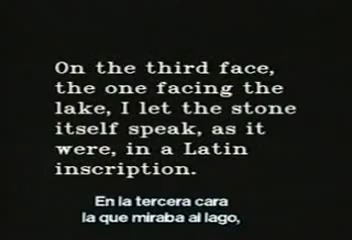 On the third face,
the one facing the
lake, I let the stone
itself speak, as it
were, in a Latin
inscription.
En la tercera cara
la que miraba al lago,